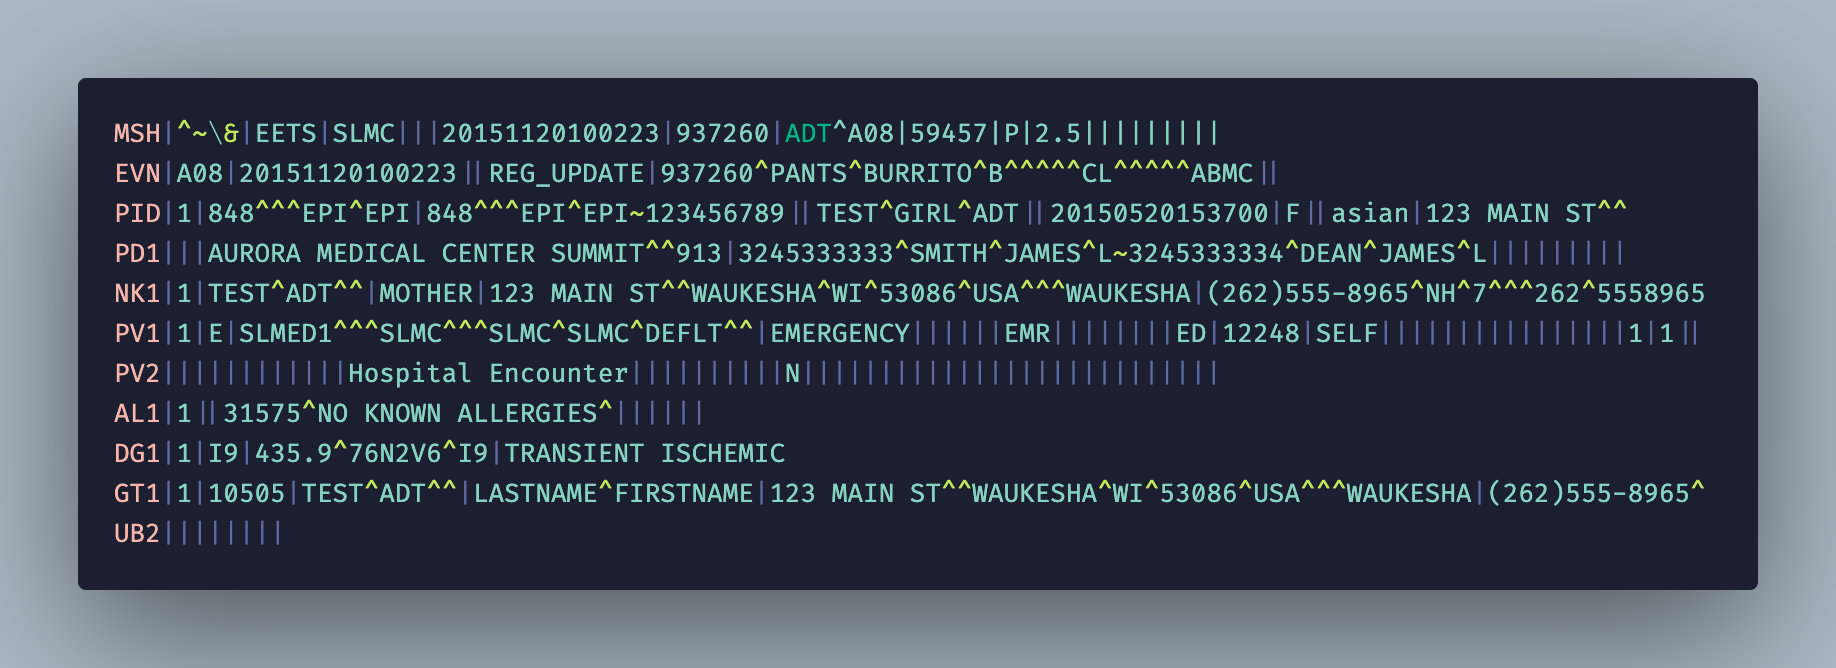 MSH|^~\&|EETS|SLMC|||20151120100223|937260|ADT^A08|59457|P|2.5|||||||||
EVN|A08|20151120100223||REG_UPDATE|937260^PANTS^BURRITO^B^^^^^CL^^^^^ABMC||
PID|1|848^^^EPI^EPI|848^^^EPI^EPI~123456789||TEST^GIRL^ADT||20150520153700|F||asian|123 MAIN ST^^
PD1|||AURORA MEDICAL CENTER SUMMIT^^913|3245333333^SMITH^JAMES^L~3245333334^DEAN^JAMES^L|||||||||
NK1|1|TEST^ADT^^|MOTHER|123 MAIN ST^^WAUKESHA^WI^53086^USA^^^WAUKESHA|(262)555-8965^NH^7^^^262^5558965
PV1|1|E|SLMED1^^^SLMC^^^SLMC^SLMC^DEFLT^^|EMERGENCY||||||EMR||||||||ED|12248|SELF||||||||||||||||1|1||
PV2||||||||||||Hospital Encounter||||||||||N|||||||||||||||||||||||||||
AL1|1||31575^NO KNOWN ALLERGIES^||||||
DG1|1|I9|435.9^76N2V6^I9|TRANSIENT ISCHEMIC
GT1|1|10505|TEST^ADT^^|LASTNAME^FIRSTNAME|123 MAIN ST^^WAUKESHA^WI^53086^USA^^^WAUKESHA|(262)555-8965^
UB2||||||||